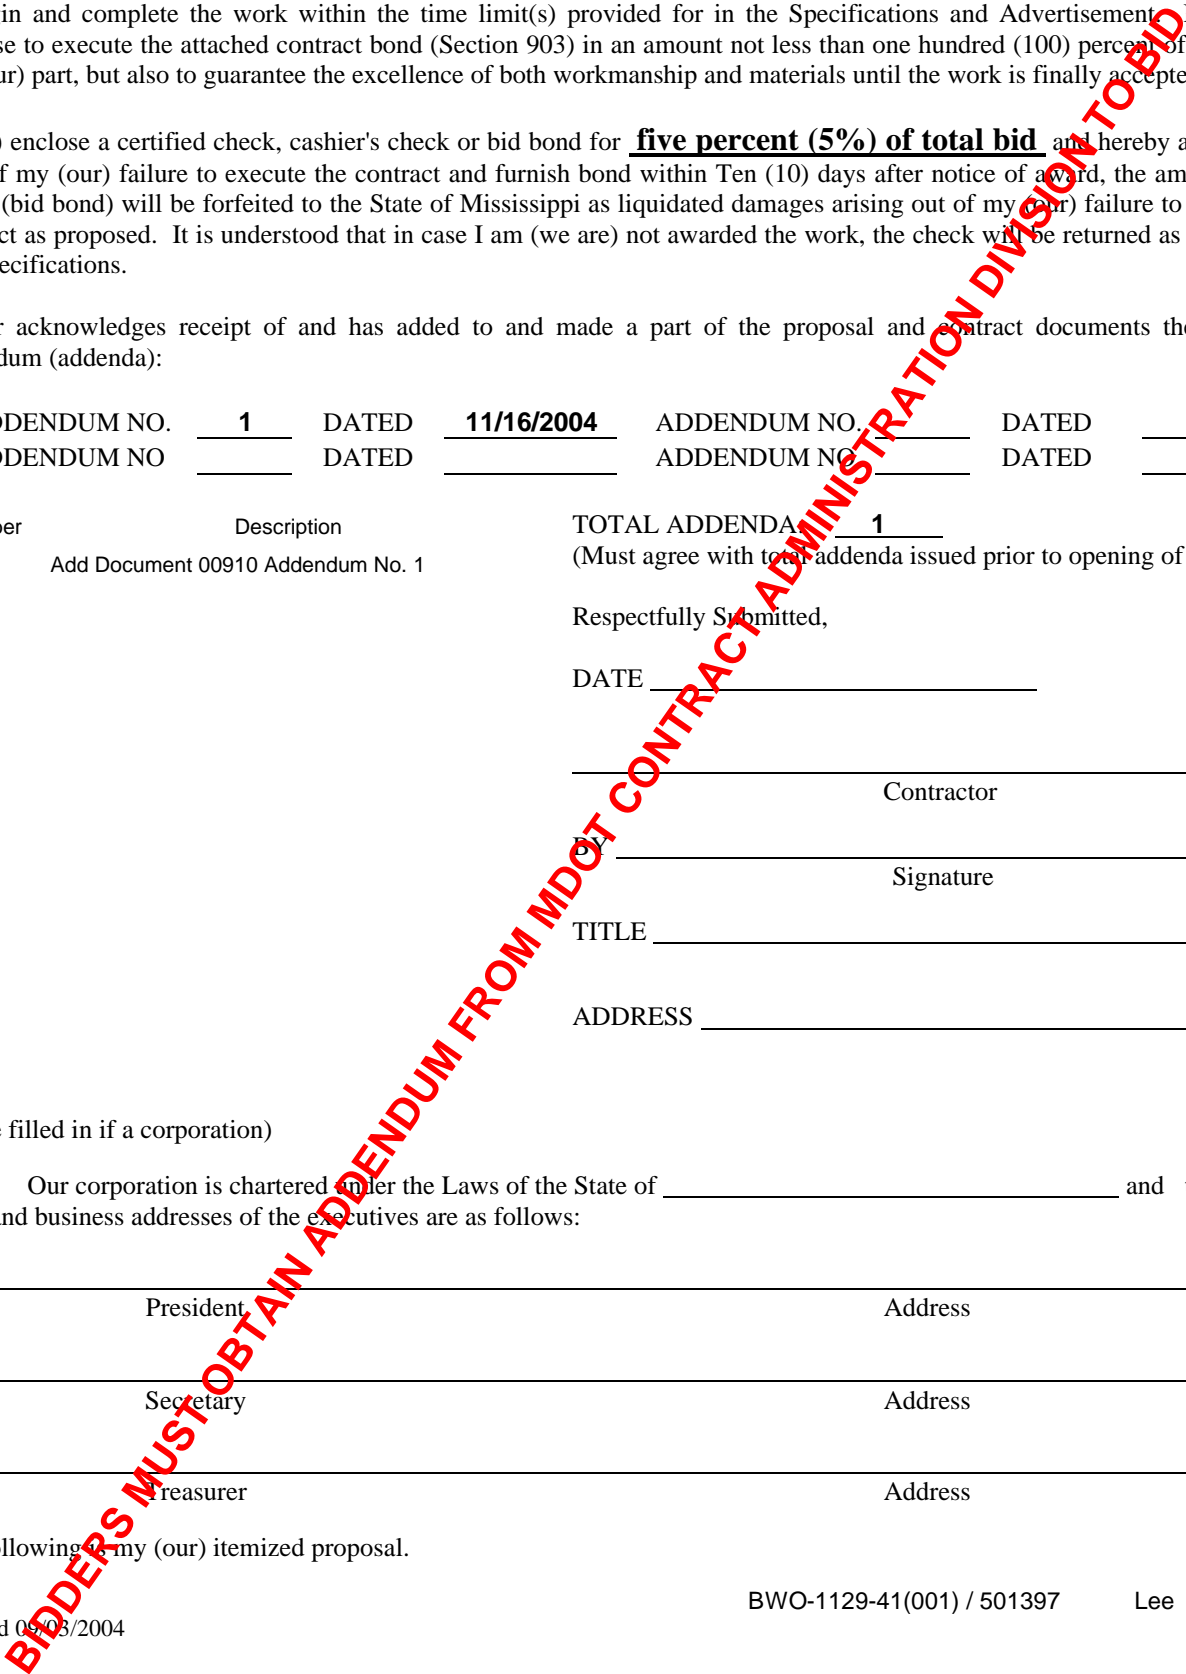 in and complete the work within the time limit(s) provided for in the Specifications and Advertisement.
se to execute the attached contract bond (Section 903) in an amount not less than one hundred (100) percent of
ur) part, but also to guarantee the excellence of both workmanship and materials until the work is finally accepte
) enclose a certified check, cashier's check or bid bond for five percent (5%) of total bid and hereby a
f my (our) failure to execute the contract and furnish bond within Ten (10) days after notice of award, the am
(bid bond) will be forfeited to the State of Mississippi as liquidated damages arising out of my (our) failure to
ct as proposed. It is understood that in case I am (we are) not awarded the work, the check will be returned as
ecifications.
r acknowledges receipt of and has added to and made a part of the proposal and contract documents the
dum (addenda):
DDENDUM NO. 1 DATED 11/16/2004 ADDENDUM NO. DATED
DDENDUM NO DATED ADDENDUM NO DATED
ber Description
Add Document 00910 Addendum No. 1
TOTAL ADDENDA: 1
(Must agree with total addenda issued prior to opening of
Respectfully Submitted,
DATE
Contractor
BY
Signature
TITLE
ADDRESS
e filled in if a corporation)
Our corporation is chartered under the Laws of the State of and
and business addresses of the executives are as follows:
President Address
Secretary Address
Treasurer Address
ollowing is my (our) itemized proposal.
BWO-1129-41(001) / 501397 Lee
d 09/03/2004
BIDDERS MUST OBTAIN ADDENDUM FROM MDOT CONTRACT ADMINISTRATION DIVISION TO BID